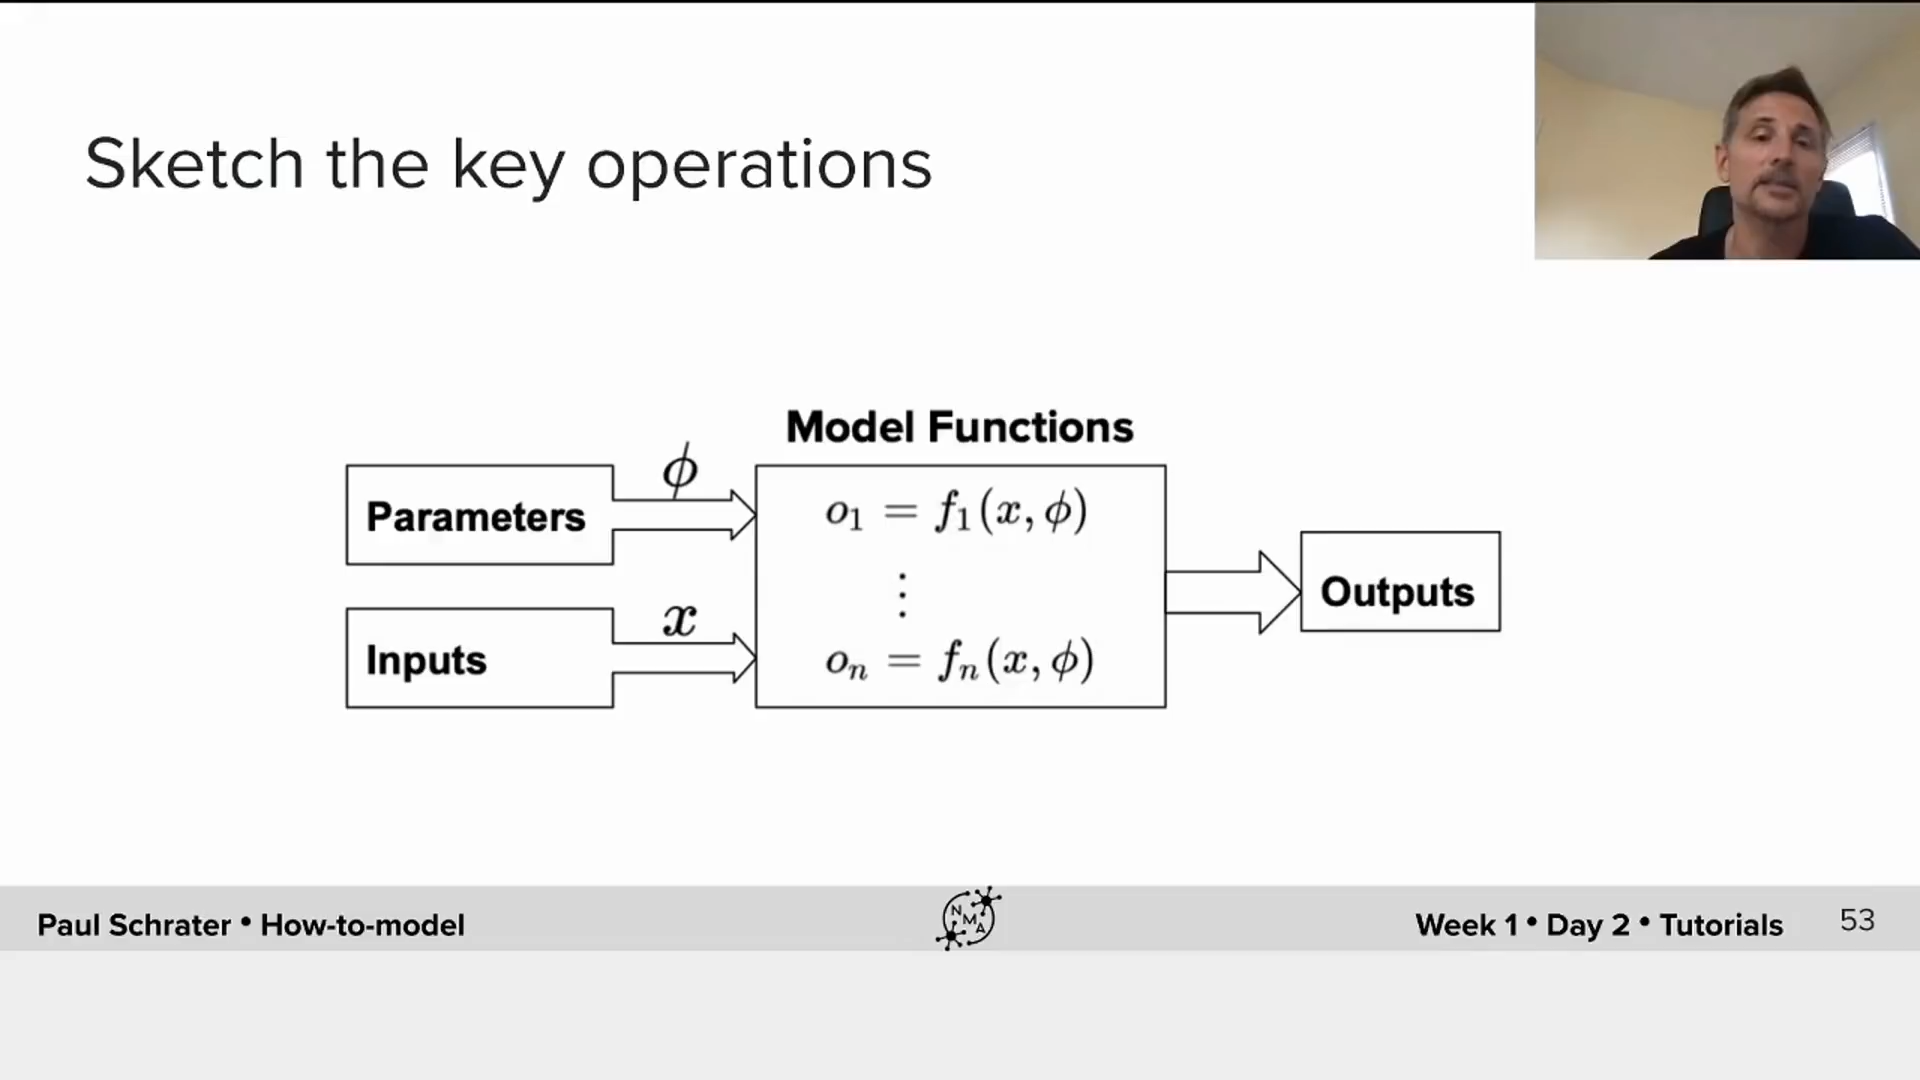 Sketch the key operations
Model Functions
ϕ
Parameters
o₁ = f₁(x, ϕ)
⋮
x
Inputs
oₙ = fₙ(x, ϕ)
Outputs
Paul Schrater • How-to-model
N
M
A
Week 1 • Day 2 • Tutorials
53